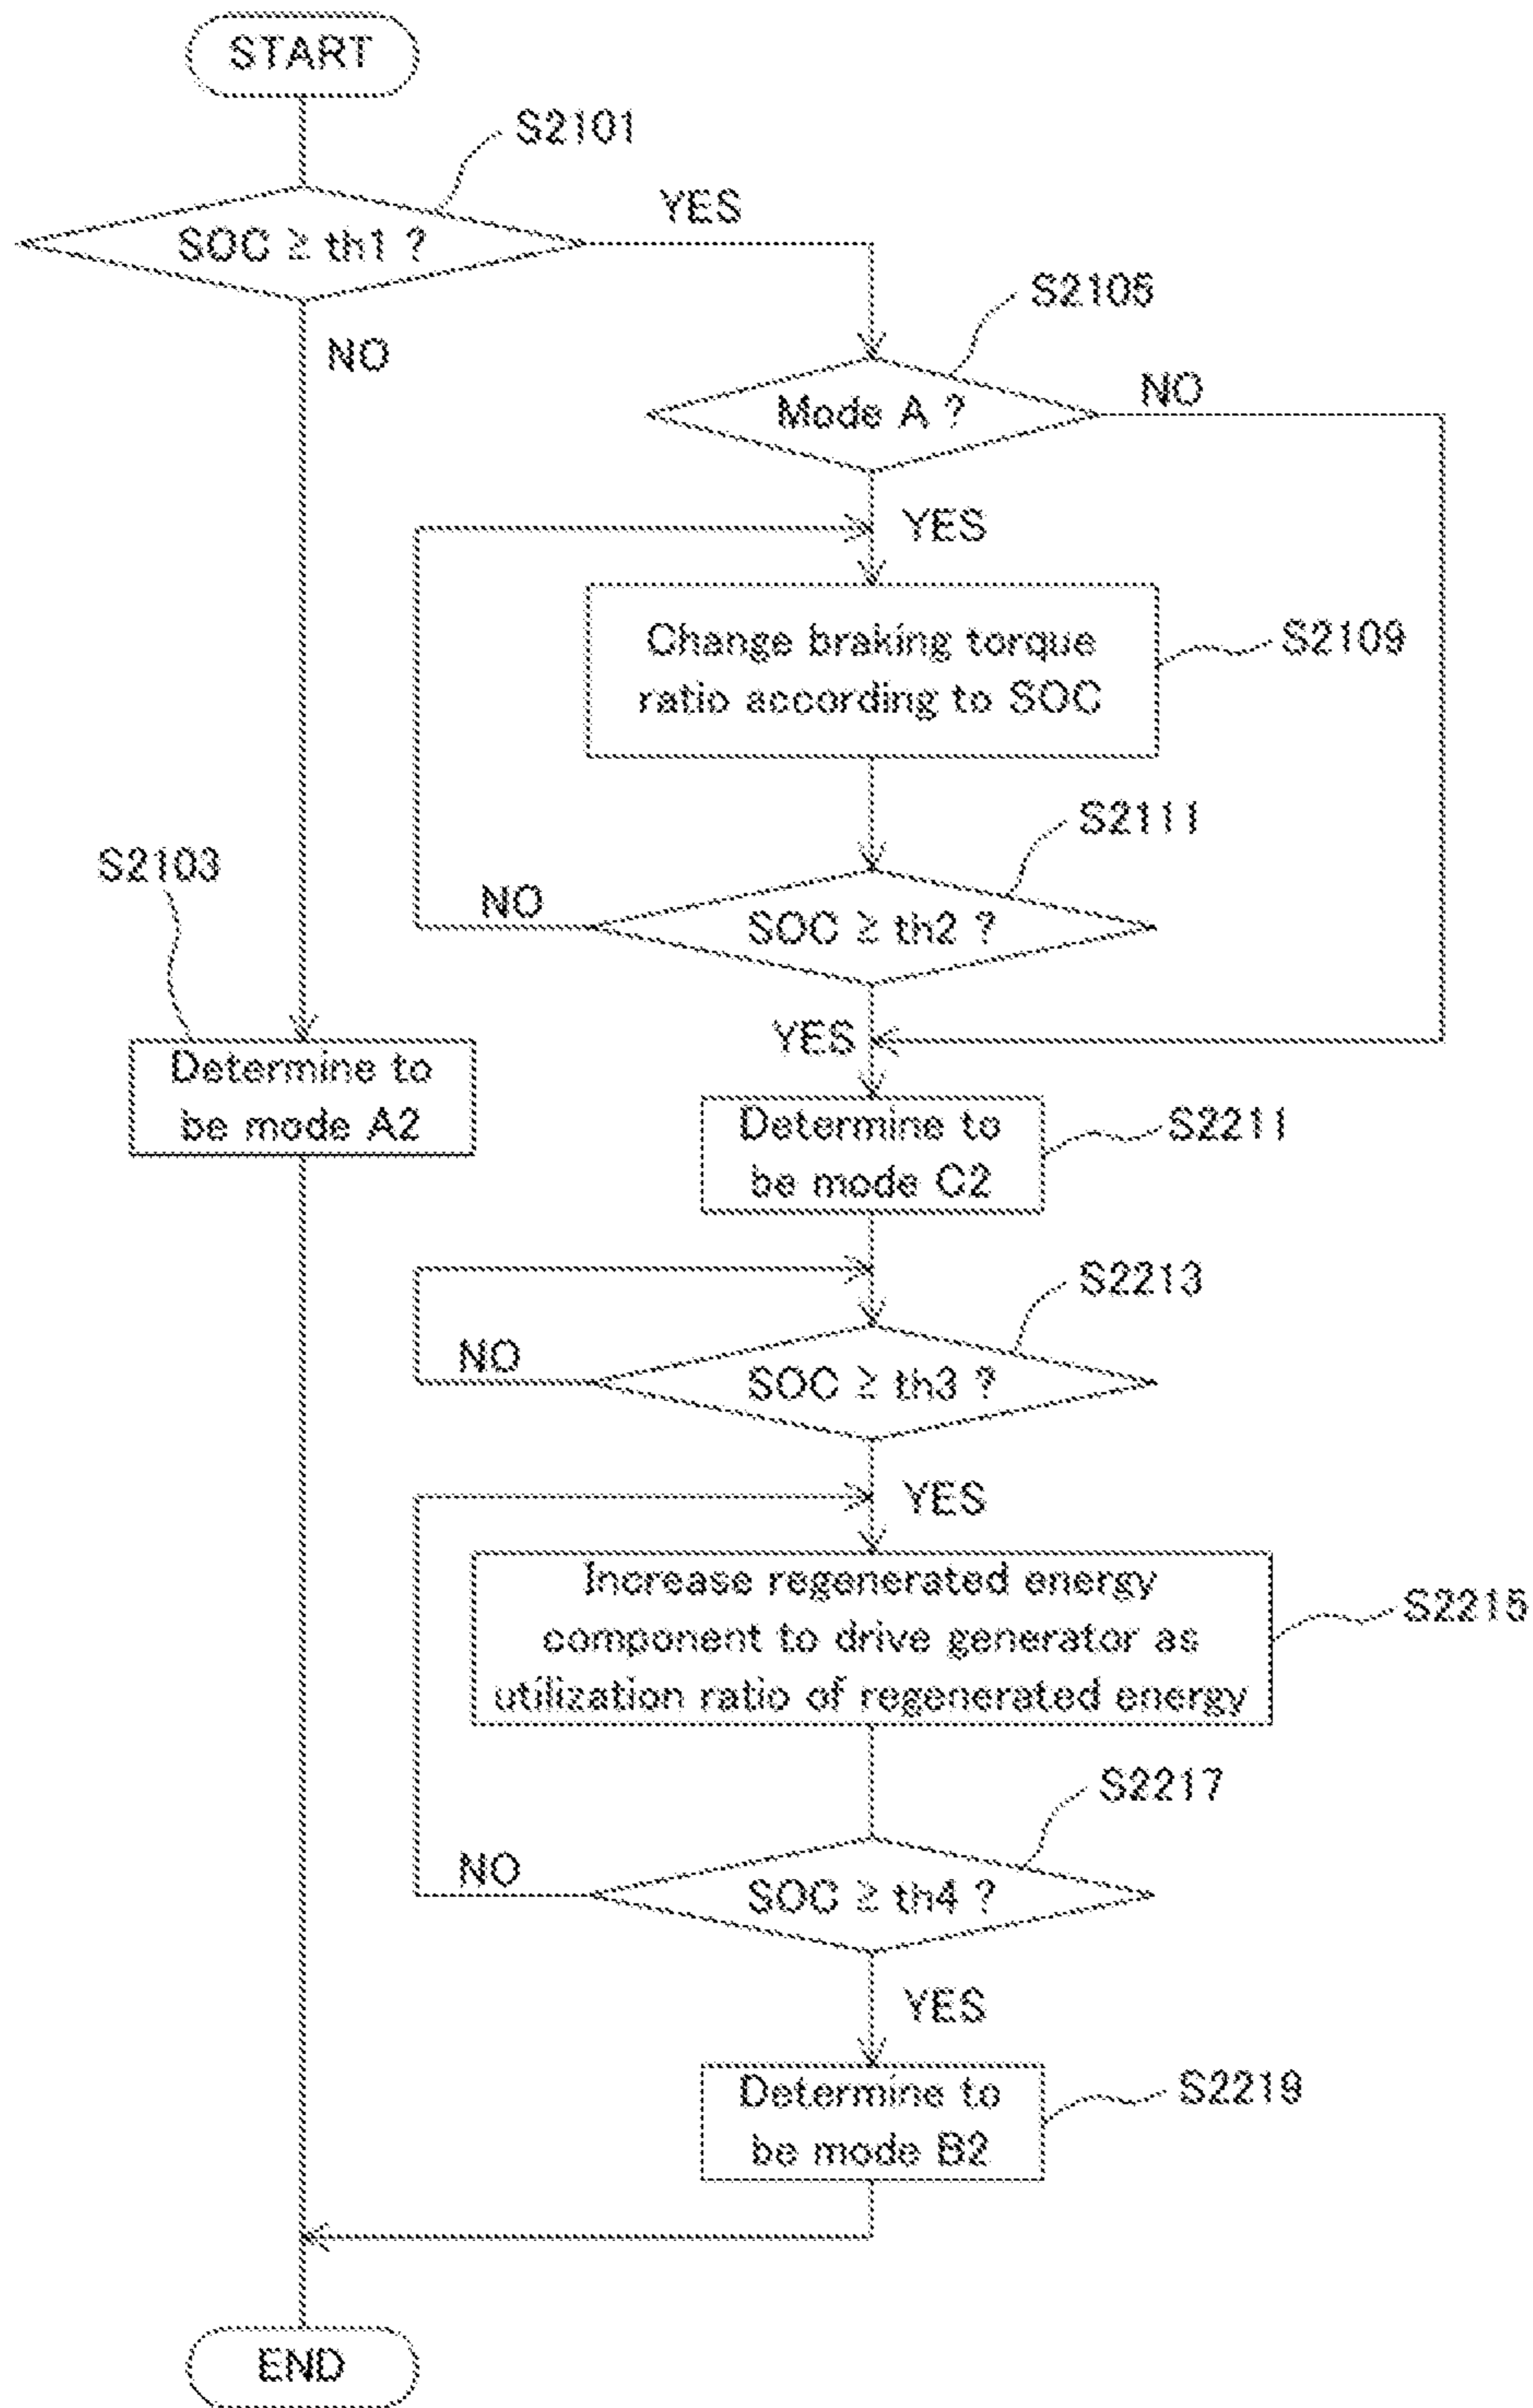 START
S2101
SOC ≧ th1 ?
YES
NO
S2105
Mode A ?
NO
YES
Change braking torque
ratio according to SOC
S2109
S2111
SOC ≧ th2 ?
NO
YES
S2103
Determine to
be mode A2
Determine to
be mode C2
S2211
S2213
SOC ≧ th3 ?
NO
YES
Increase regenerated energy
component to drive generator as
utilization ratio of regenerated energy
S2215
S2217
SOC ≧ th4 ?
NO
YES
Determine to
be mode B2
S2219
END